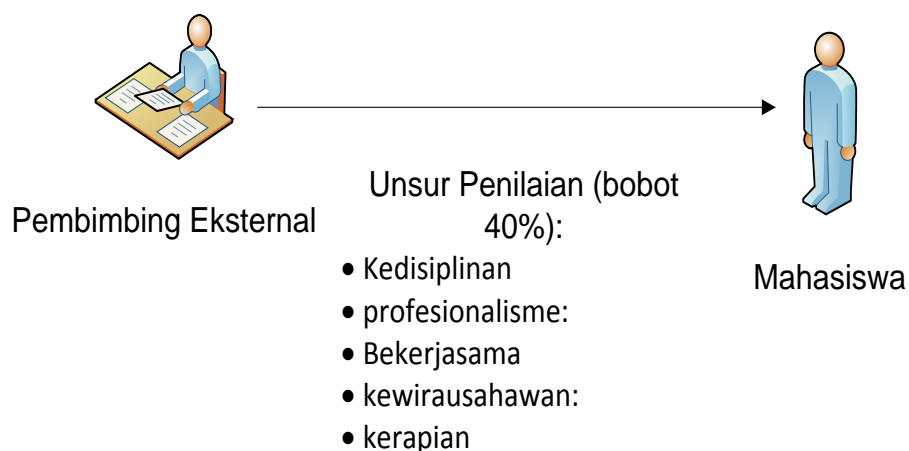 Pembimbing Eksternal
Unsur Penilaian (bobot
40%):
• Kedisiplinan
• profesionalisme:
• Bekerjasama
• kewirausahawan:
• kerapian
Mahasiswa